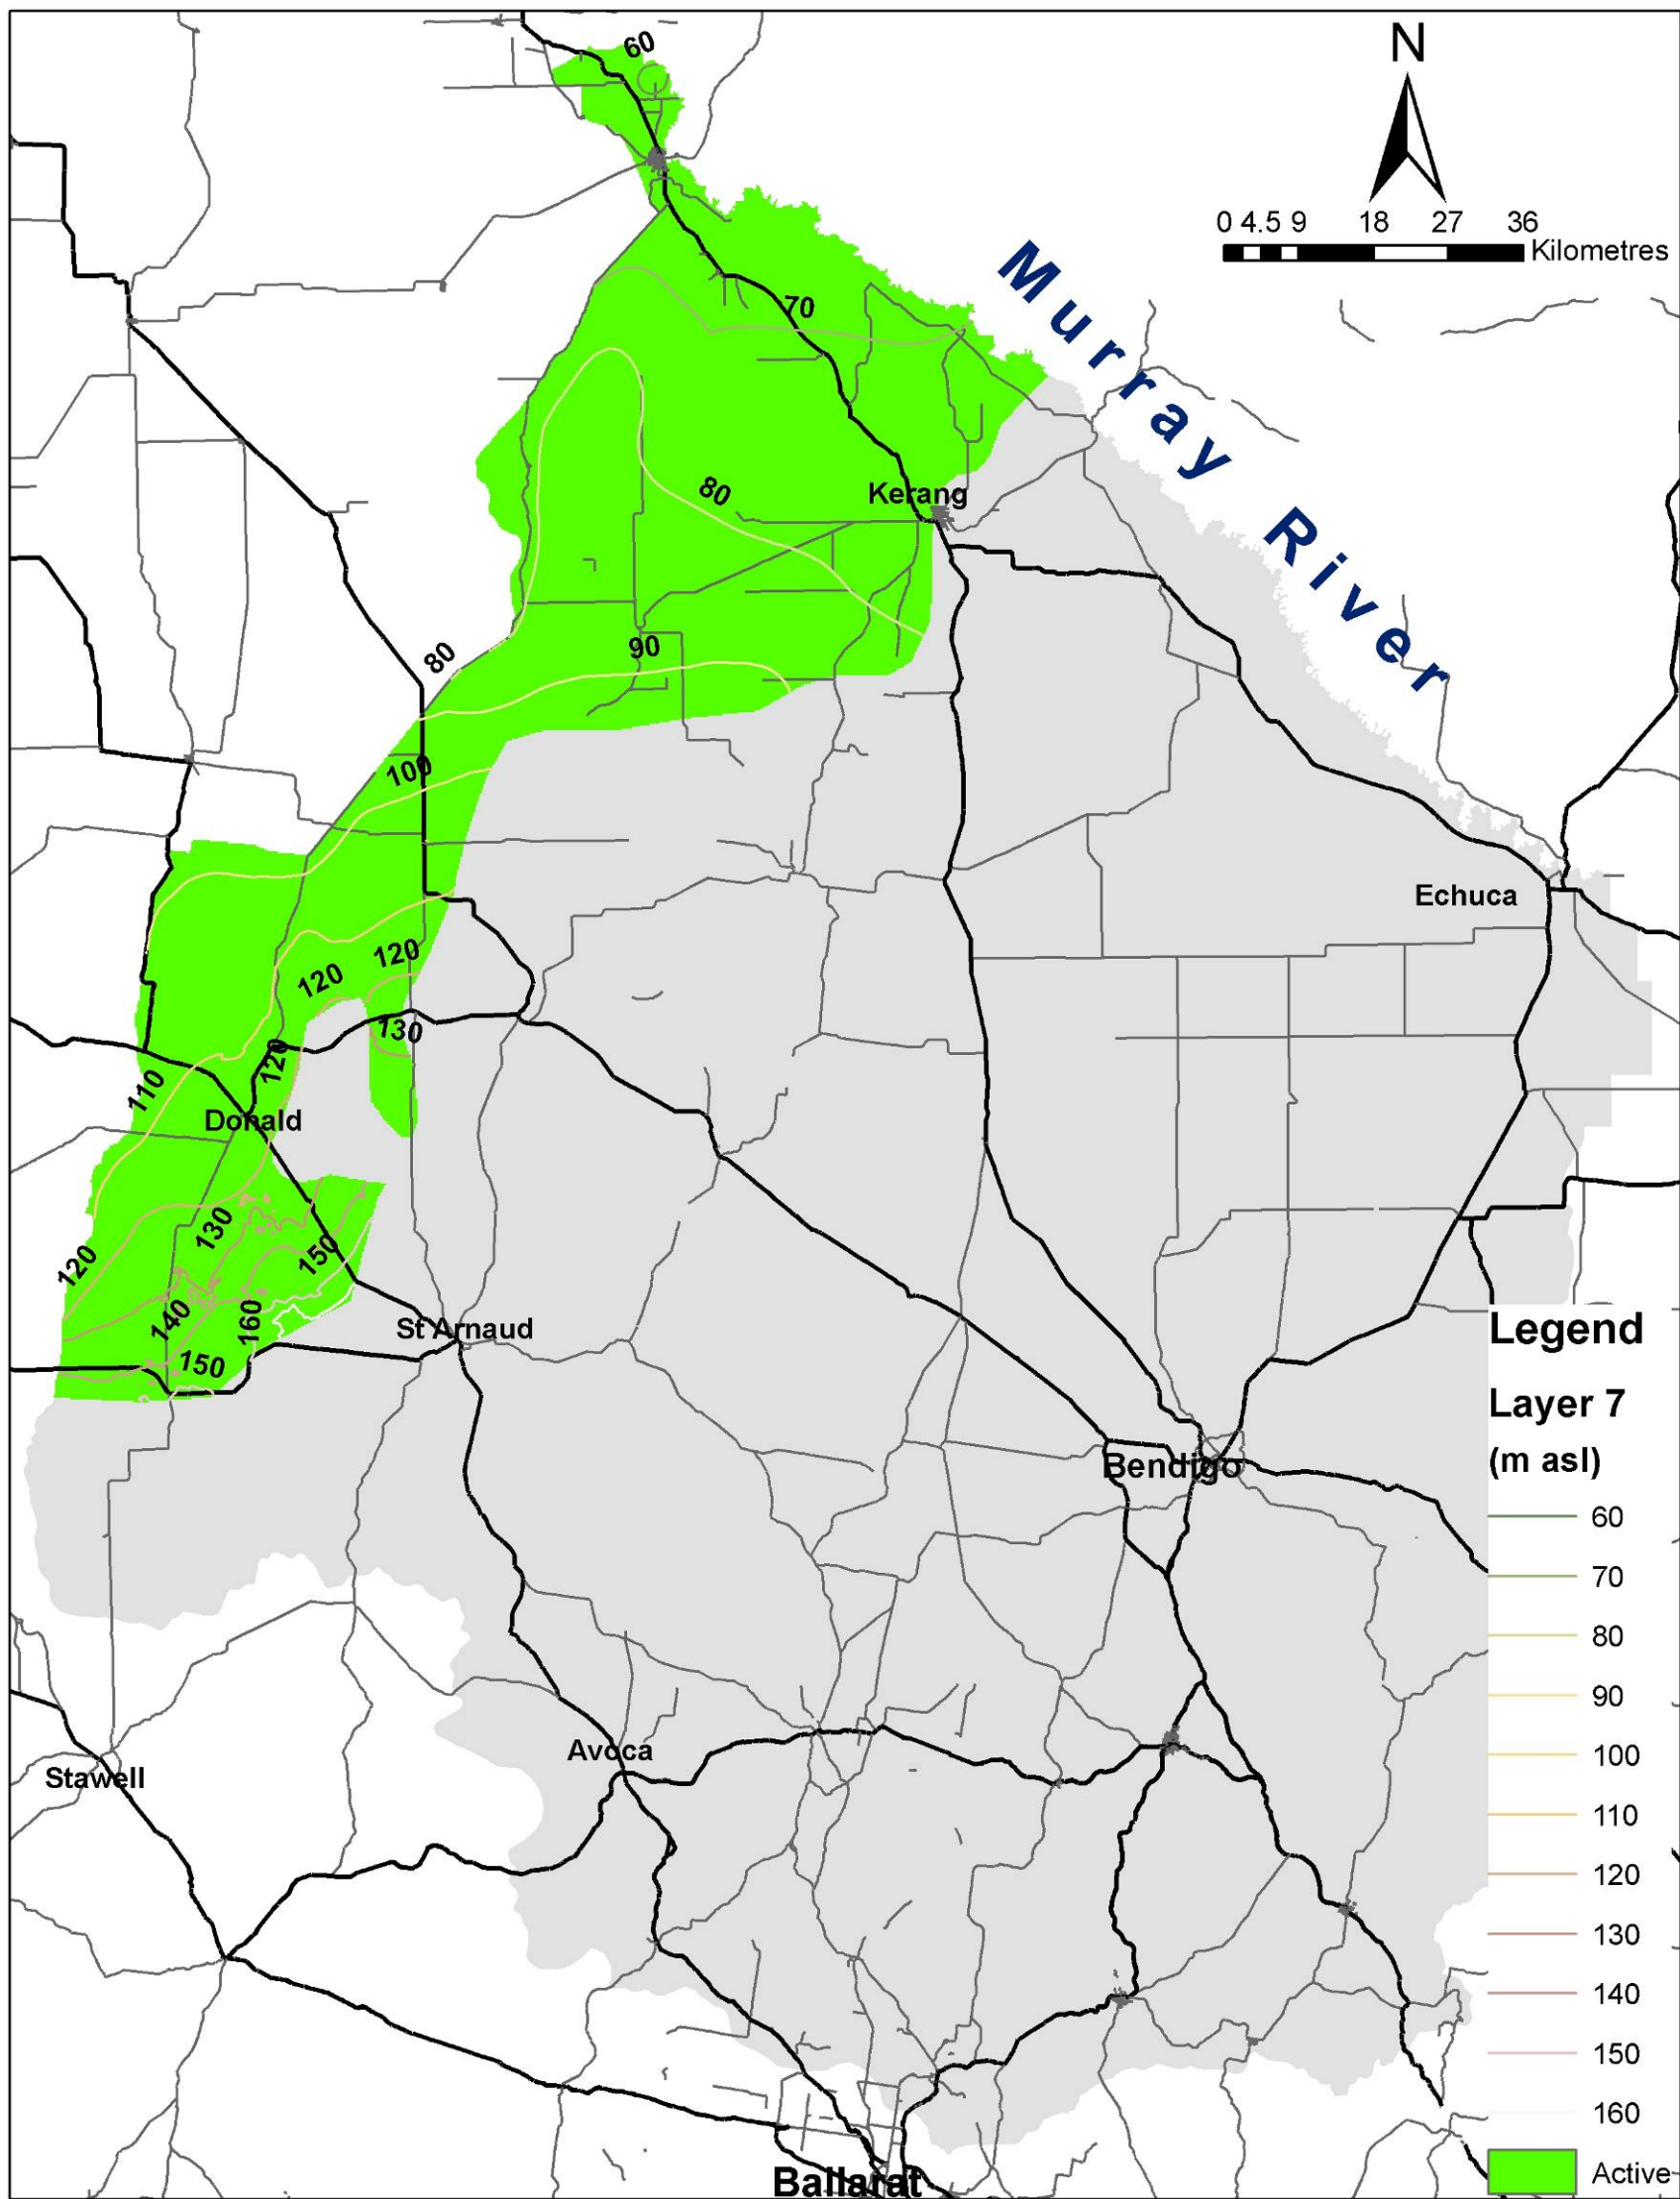 60
N
0 4.5 9 18 27 36
Kilometres
Murray River
70
80
Kerang
90
80
100
Echuca
120
120
130
120
110
Donald
130
150
120
140
160
St Arnaud
150
Legend
Layer 7
(m asl)
Bendigo
60
70
80
90
100
110
120
130
140
150
160
Active
Avoca
Stawell
Ballarat